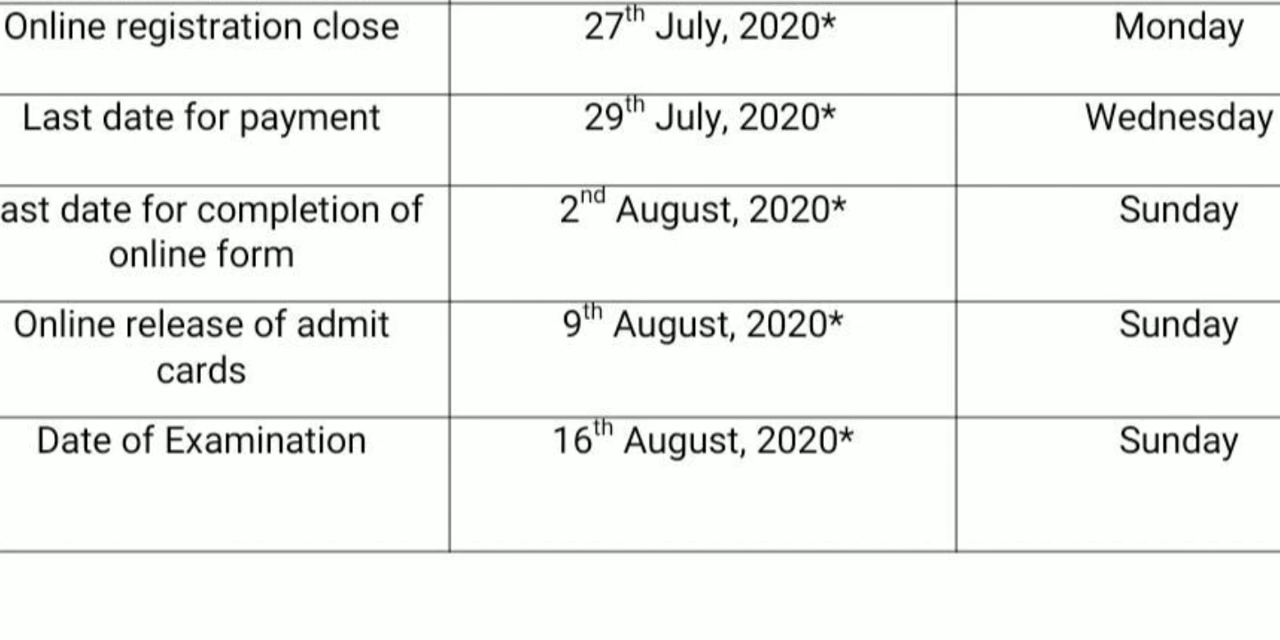 Online registration close 27th July, 2020* Monday
Last date for payment 29th July, 2020* Wednesday
ast date for completion of 2nd August, 2020* Sunday
online form
Online release of admit 9th August, 2020* Sunday
cards
Date of Examination 16th August, 2020* Sunday